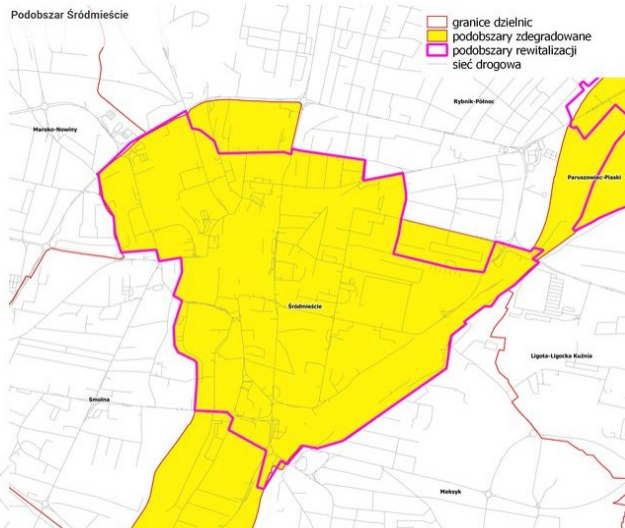 Podobszar Śródmieście
granice dzielnic
podobszary zdegradowane
podobszary rewitalizacji
sieć drogowa
Rybnik-Północ
Maroko-Nowiny
Paruszowiec-Piaski
Śródmieście
Ligota-Ligocka Kuźnia
Smolna
Meksyk